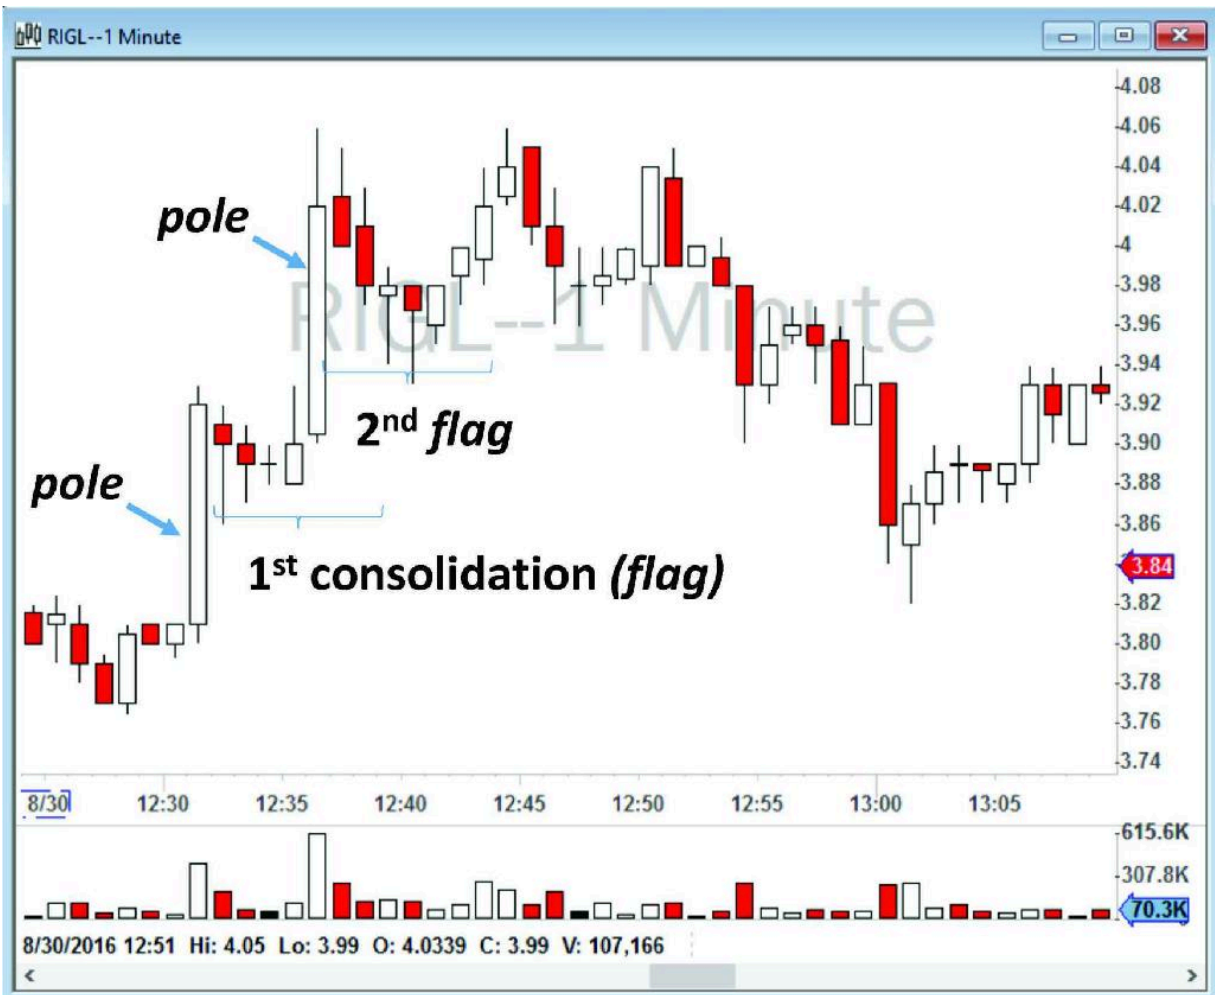 RIGL--1 Minute
4.08
4.06
4.04
4.02
4
3.98
3.96
3.94
3.92
3.90
3.88
3.86
3.84
3.82
3.80
3.78
3.76
3.74
pole
RIGL--1 Minute
2nd flag
pole
1st consolidation (flag)
8/30 12:30 12:35 12:40 12:45 12:50 12:55 13:00 13:05
615.6K
307.8K
70.3K
8/30/2016 12:51 Hi: 4.05 Lo: 3.99 O: 4.0339 C: 3.99 V: 107,166